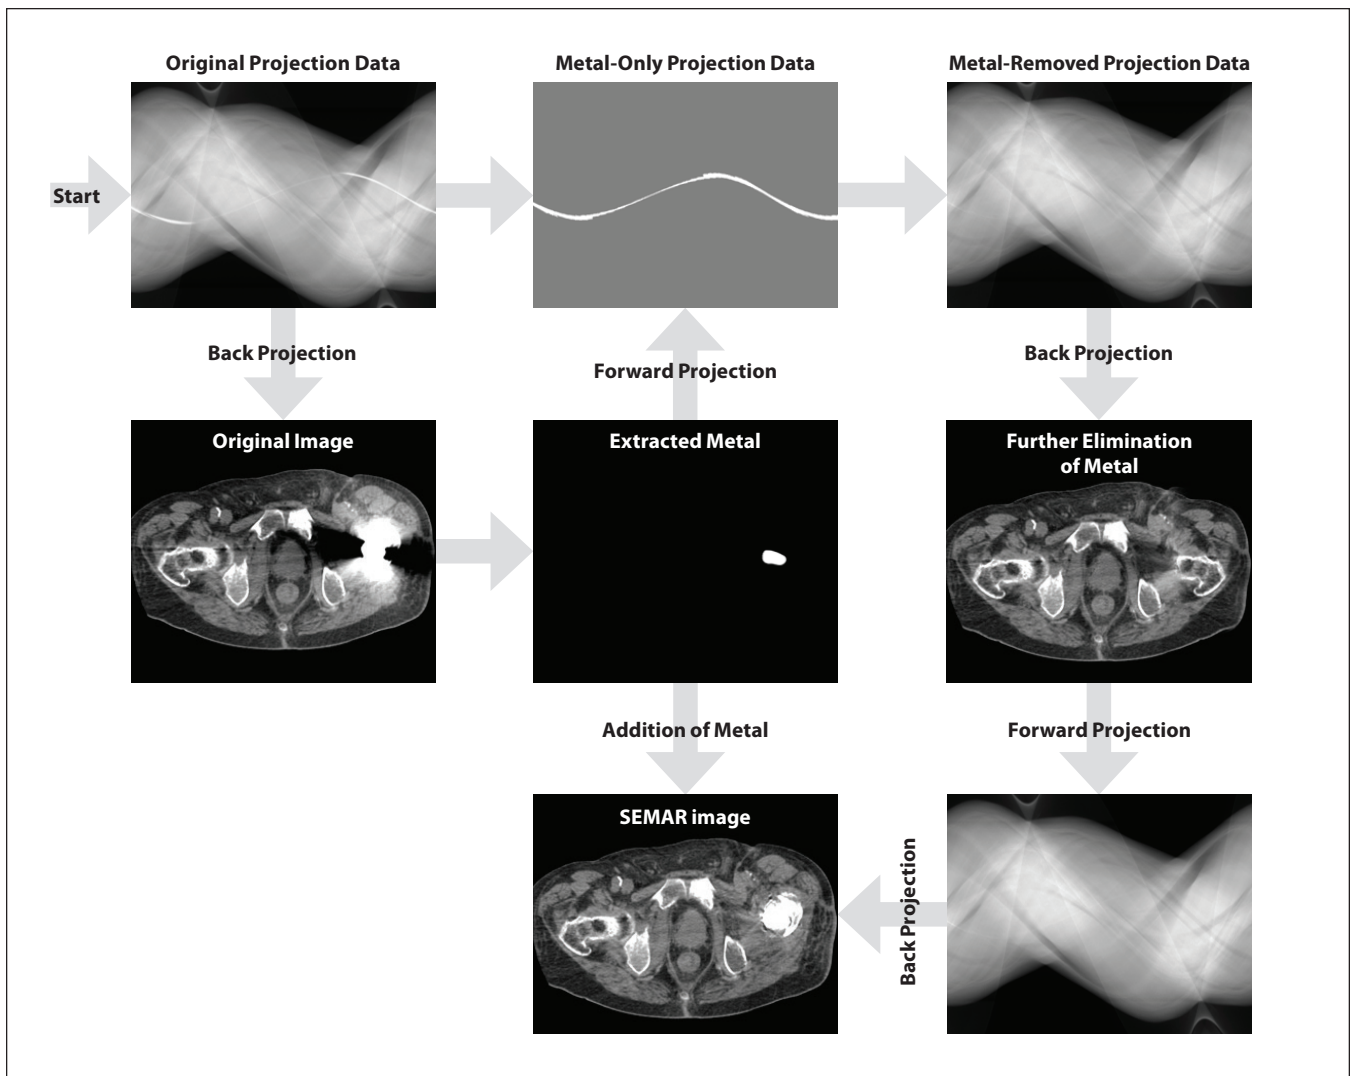 Original Projection Data
Metal-Only Projection Data
Metal-Removed Projection Data
Start
Back Projection
Forward Projection
Back Projection
Original Image
Extracted Metal
Further Elimination
of Metal
Addition of Metal
Forward Projection
SEMAR image
Back Projection